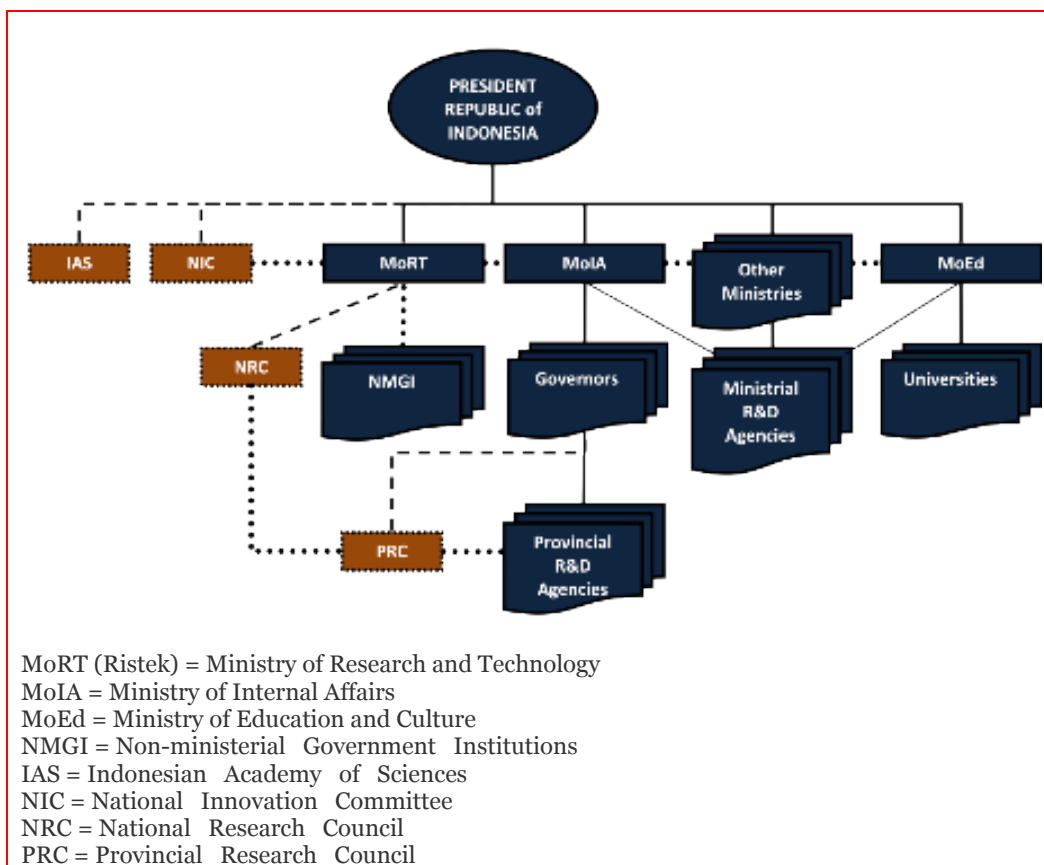 PRESIDENT
REPUBLIC of
INDONESIA
IAS
NIC
MoRT
MoIA
Other
Ministries
MoEd
NRC
NMGI
Governors
Ministrial
R&D
Agencies
Universities
PRC
Provincial
R&D
Agencies
MoRT (Ristek) = Ministry of Research and Technology
MoIA = Ministry of Internal Affairs
MoEd = Ministry of Education and Culture
NMGI = Non-ministerial Government Institutions
IAS = Indonesian Academy of Sciences
NIC = National Innovation Committee
NRC = National Research Council
PRC = Provincial Research Council